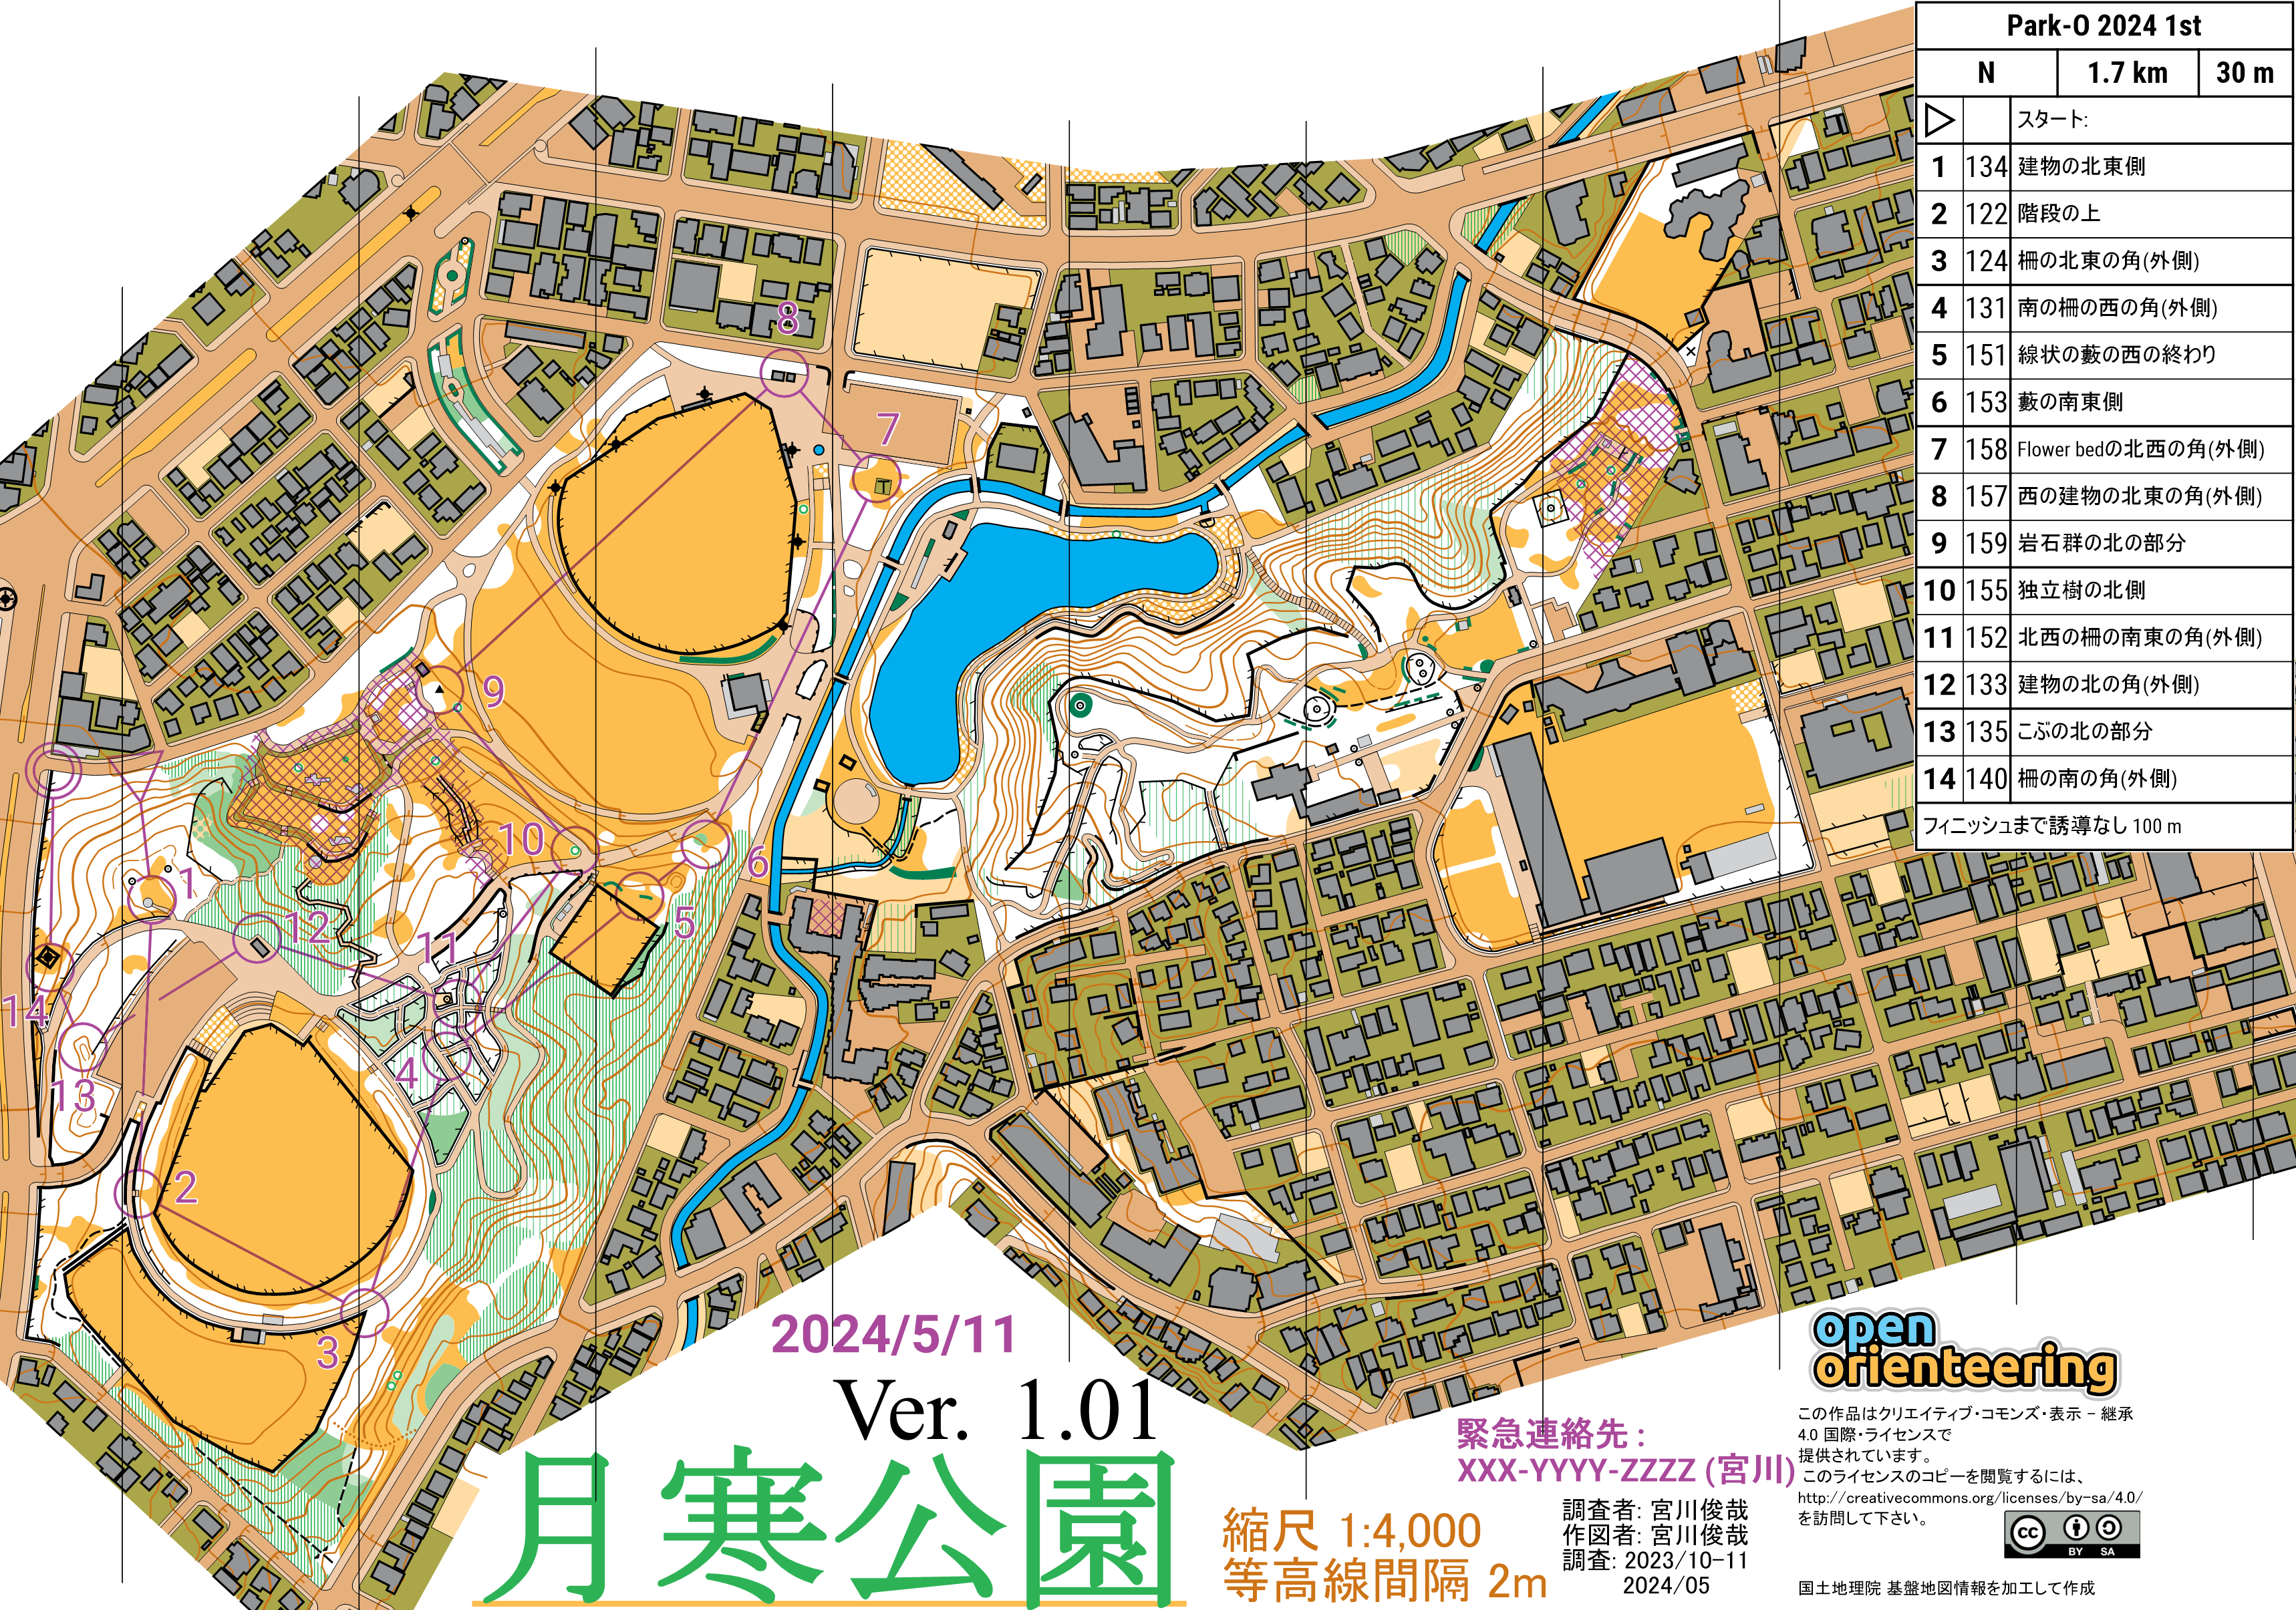 Park-O 2024 1st
N 1.7 km 30 m
スタート:
1 134 建物の北東側
2 122 階段の上
3 124 柵の北東の角(外側)
4 131 南の柵の西の角(外側)
5 151 線状の藪の西の終わり
6 153 藪の南東側
7 158 Flower bedの北西の角(外側)
8 157 西の建物の北東の角(外側)
9 159 岩石群の北の部分
10 155 独立樹の北側
11 152 北西の柵の南東の角(外側)
12 133 建物の北の角(外側)
13 135 こぶの北の部分
14 140 柵の南の角(外側)
フィニッシュまで誘導なし 100 m
8
7
9
10
6
1
12
11
5
14
4
13
2
3
2024/5/11
Ver. 1.01
月寒公園
縮尺 1:4,000
等高線間隔 2m
緊急連絡先 :
XXX-YYYY-ZZZZ (宮川)
調査者: 宮川俊哉
作図者: 宮川俊哉
調査: 2023/10-11
2024/05
open
orienteering
この作品はクリエイティブ・コモンズ・表示 - 継承
4.0 国際・ライセンスで
提供されています。
このライセンスのコピーを閲覧するには、
http://creativecommons.org/licenses/by-sa/4.0/
を訪問して下さい。
cc BY SA
国土地理院 基盤地図情報を加工して作成